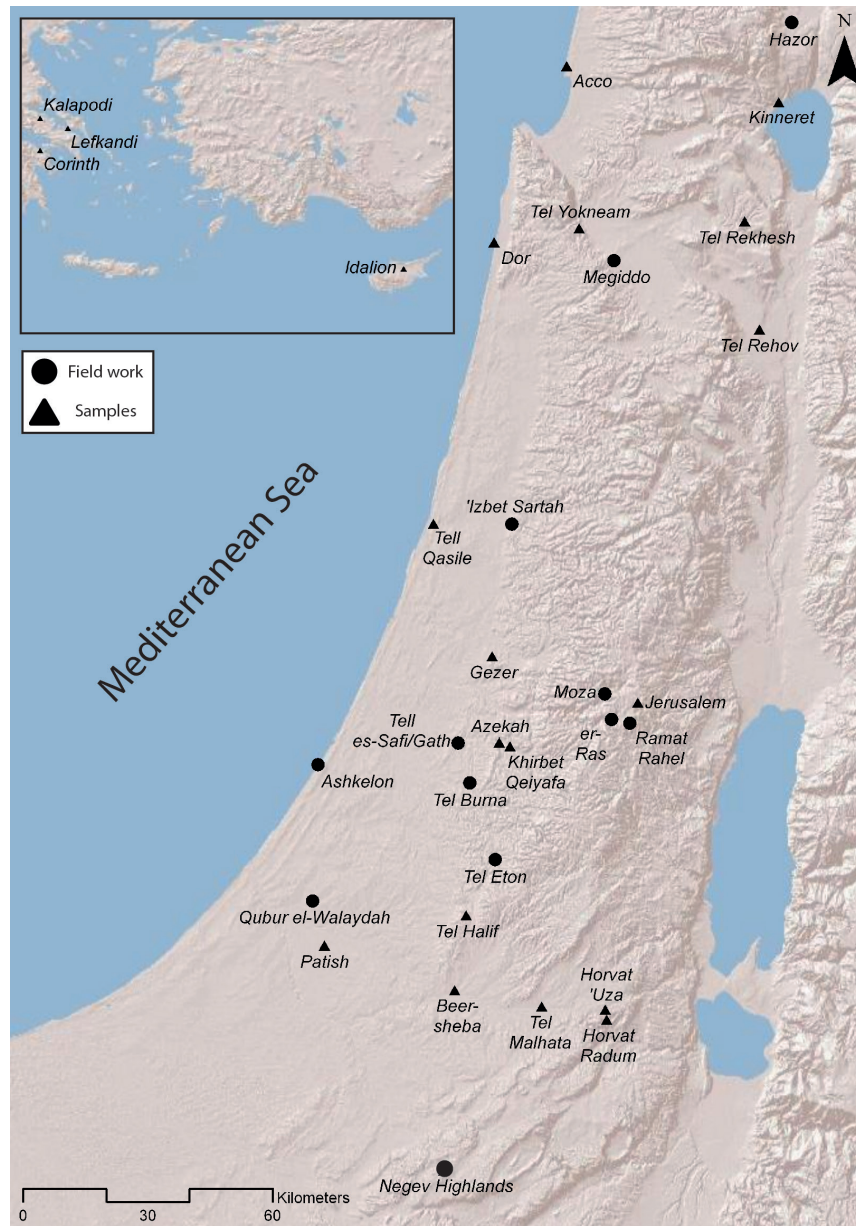 N
Hazor
Acco
Kinneret
Kalapodi
Lefkandi
Corinth
Idalion
Tel Yokneam
Tel Rekhesh
Dor
Megiddo
Tel Rehov
Field work
Samples
Mediterranean Sea
'Izbet Sartah
Tell
Qasile
Gezer
Moza
Jerusalem
er-
Ras
Ramat
Rahel
Tell
es-Safi/Gath
Azekah
Khirbet
Qeiyafa
Ashkelon
Tel Burna
Tel Eton
Qubur el-Walaydah
Tel Halif
Patish
Beer-
sheba
Tel
Malhata
Horvat
'Uza
Horvat
Radum
Negev Highlands
Kilometers
0 30 60